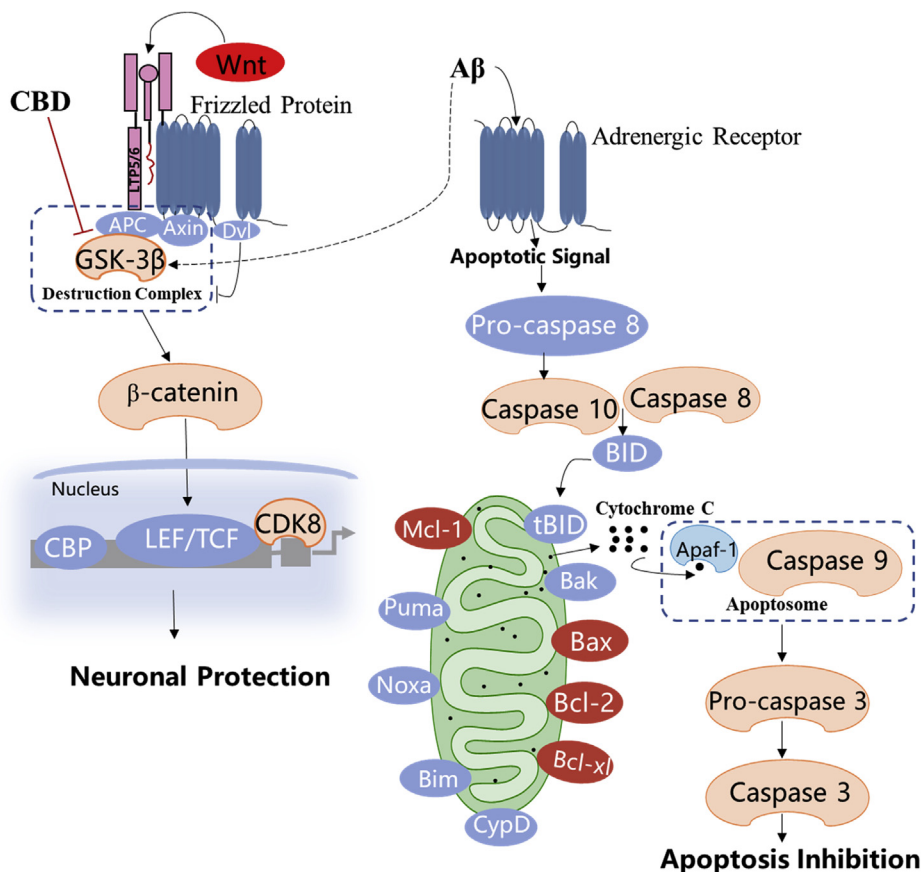 Wnt
CBD
Frizzled Protein
LTP5/6
APC
Axin
Dvl
GSK-3β
Destruction Complex
β-catenin
Nucleus
CBP
LEF/TCF
CDK8
Neuronal Protection
Aβ
Adrenergic Receptor
Apoptotic Signal
Pro-caspase 8
Caspase 10
Caspase 8
BID
tBID
Mcl-1
Bak
Puma
Bax
Noxa
Bcl-2
Bcl-xl
Bim
CypD
Cytochrome C
Apaf-1
Caspase 9
Apoptosome
Pro-caspase 3
Caspase 3
Apoptosis Inhibition